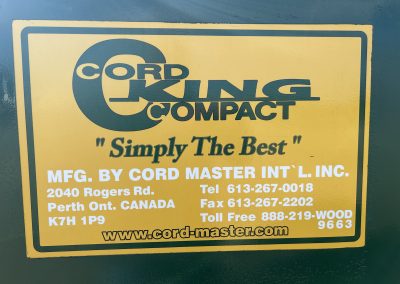 CORD
KING
COMPACT
"Simply The Best"
MFG. BY CORD MASTER INT`L. INC.
2040 Rogers Rd. Tel 613-267-0018
Perth Ont. CANADA Fax 613-267-2202
K7H 1P9 Toll Free 888-219-WOOD
9663
www.cord-master.com